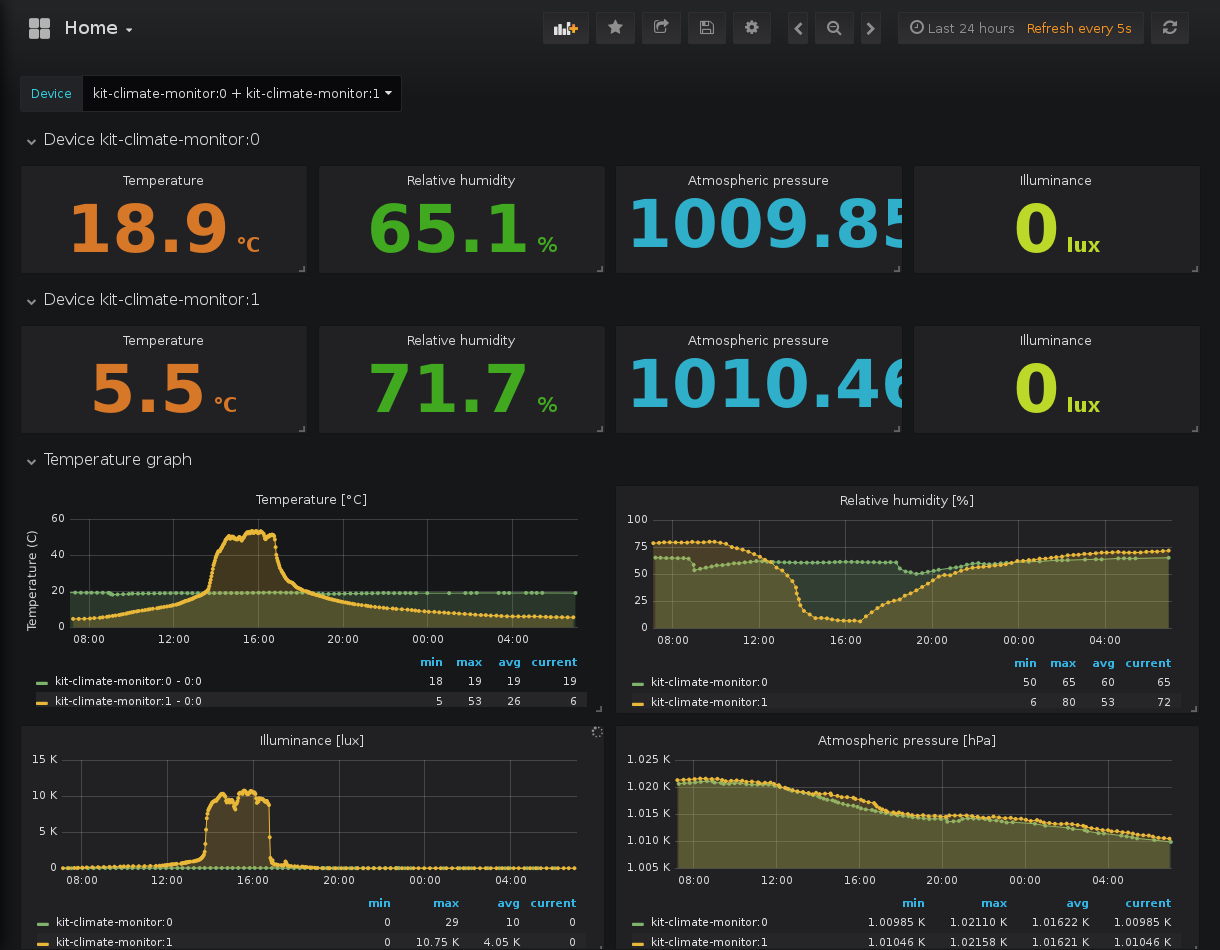 Home
Last 24 hours Refresh every 5s
Device kit-climate-monitor:0 + kit-climate-monitor:1
Device kit-climate-monitor:0
Temperature Relative humidity Atmospheric pressure Illuminance
18.9 °C 65.1 % 1009.85 0 lux
Device kit-climate-monitor:1
Temperature Relative humidity Atmospheric pressure Illuminance
5.5 °C 71.7 % 1010.46 0 lux
Temperature graph
Temperature [°C]
Temperature (C)
60
40
20
0
08:00 12:00 16:00 20:00 00:00 04:00
min max avg current
kit-climate-monitor:0 - 0:0 18 19 19 19
kit-climate-monitor:1 - 0:0 5 53 26 6
Relative humidity [%]
100
75
50
25
0
08:00 12:00 16:00 20:00 00:00 04:00
min max avg current
kit-climate-monitor:0 50 65 60 65
kit-climate-monitor:1 6 80 53 72
Illuminance [lux]
15 K
10 K
5 K
0
08:00 12:00 16:00 20:00 00:00 04:00
min max avg current
kit-climate-monitor:0 0 29 10 0
kit-climate-monitor:1 0 10.75 K 4.05 K 0
Atmospheric pressure [hPa]
1.025 K
1.020 K
1.015 K
1.010 K
1.005 K
08:00 12:00 16:00 20:00 00:00 04:00
min max avg current
kit-climate-monitor:0 1.00985 K 1.02110 K 1.01622 K 1.00985 K
kit-climate-monitor:1 1.01046 K 1.02158 K 1.01621 K 1.01046 K